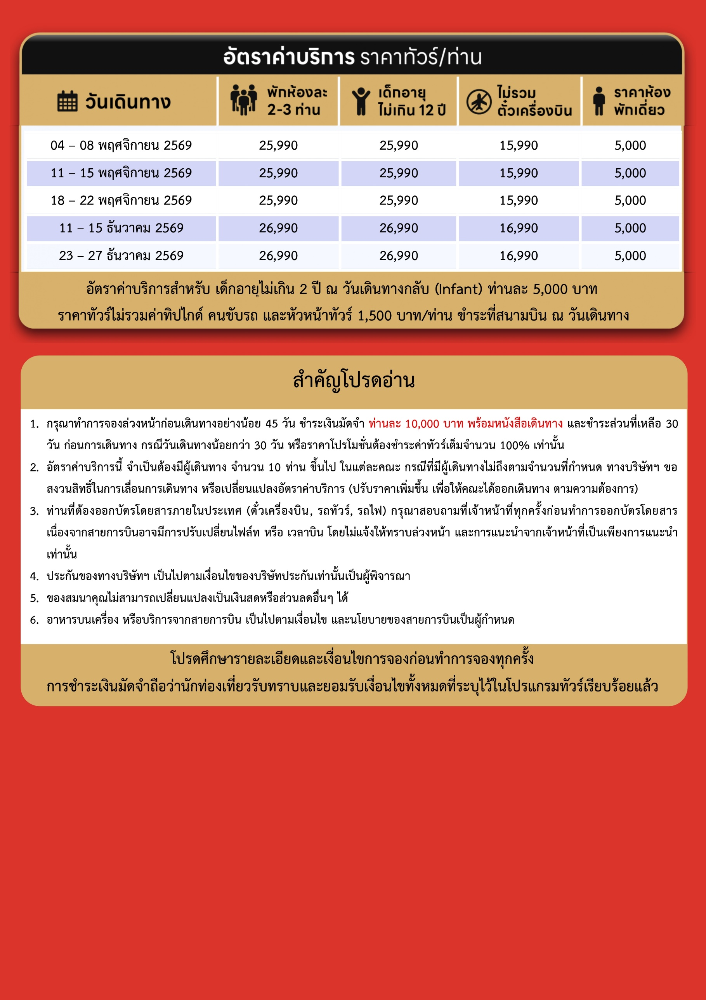 อัตราค่าบริการ ราคาทัวร์/ท่าน
วันเดินทาง พักห้องละ 2-3 ท่าน เด็กอายุ ไม่เกิน 12 ปี ไม่รวม ตั๋วเครื่องบิน ราคาห้อง พักเดี่ยว
04 – 08 พฤศจิกายน 2569 25,990 25,990 15,990 5,000
11 – 15 พฤศจิกายน 2569 25,990 25,990 15,990 5,000
18 – 22 พฤศจิกายน 2569 25,990 25,990 15,990 5,000
11 – 15 ธันวาคม 2569 26,990 26,990 16,990 5,000
23 – 27 ธันวาคม 2569 26,990 26,990 16,990 5,000
อัตราค่าบริการสำหรับ เด็กอายุไม่เกิน 2 ปี ณ วันเดินทางกลับ (Infant) ท่านละ 5,000 บาท
ราคาทัวร์ไม่รวมค่าทิปไกด์ คนขับรถ และหัวหน้าทัวร์ 1,500 บาท/ท่าน ชำระที่สนามบิน ณ วันเดินทาง
สำคัญโปรดอ่าน
1. กรุณาทำการจองล่วงหน้าก่อนเดินทางอย่างน้อย 45 วัน ชำระเงินมัดจำ ท่านละ 10,000 บาท พร้อมหนังสือเดินทาง และชำระส่วนที่เหลือ 30
วัน ก่อนการเดินทาง กรณีวันเดินทางน้อยกว่า 30 วัน หรือราคาโปรโมชั่นต้องชำระค่าทัวร์เต็มจำนวน 100% เท่านั้น
2. อัตราค่าบริการนี้ จำเป็นต้องมีผู้เดินทาง จำนวน 10 ท่าน ขึ้นไป ในแต่ละคณะ กรณีที่มีผู้เดินทางไม่ถึงตามจำนวนที่กำหนด ทางบริษัทฯ ขอ
สงวนสิทธิ์ในการเลื่อนการเดินทาง หรือเปลี่ยนแปลงอัตราค่าบริการ (ปรับราคาเพิ่มขึ้น เพื่อให้คณะได้ออกเดินทาง ตามความต้องการ)
3. ท่านที่ต้องออกบัตรโดยสารภายในประเทศ (ตั๋วเครื่องบิน, รถทัวร์, รถไฟ) กรุณาสอบถามที่เจ้าหน้าที่ทุกครั้งก่อนทำการออกบัตรโดยสาร
เนื่องจากสายการบินอาจมีการปรับเปลี่ยนไฟล์ท หรือ เวลาบิน โดยไม่แจ้งให้ทราบล่วงหน้า และการแนะนำจากเจ้าหน้าที่เป็นเพียงการแนะนำ
เท่านั้น
4. ประกันของทางบริษัทฯ เป็นไปตามเงื่อนไขของบริษัทประกันเท่านั้นเป็นผู้พิจารณา
5. ของสมนาคุณไม่สามารถเปลี่ยนแปลงเป็นเงินสดหรือส่วนลดอื่นๆ ได้
6. อาหารบนเครื่อง หรือบริการจากสายการบิน เป็นไปตามเงื่อนไข และนโยบายของสายการบินเป็นผู้กำหนด
โปรดศึกษารายละเอียดและเงื่อนไขการจองก่อนทำการจองทุกครั้ง
การชำระเงินมัดจำถือว่านักท่องเที่ยวรับทราบและยอมรับเงื่อนไขทั้งหมดที่ระบุไว้ในโปรแกรมทัวร์เรียบร้อยแล้ว